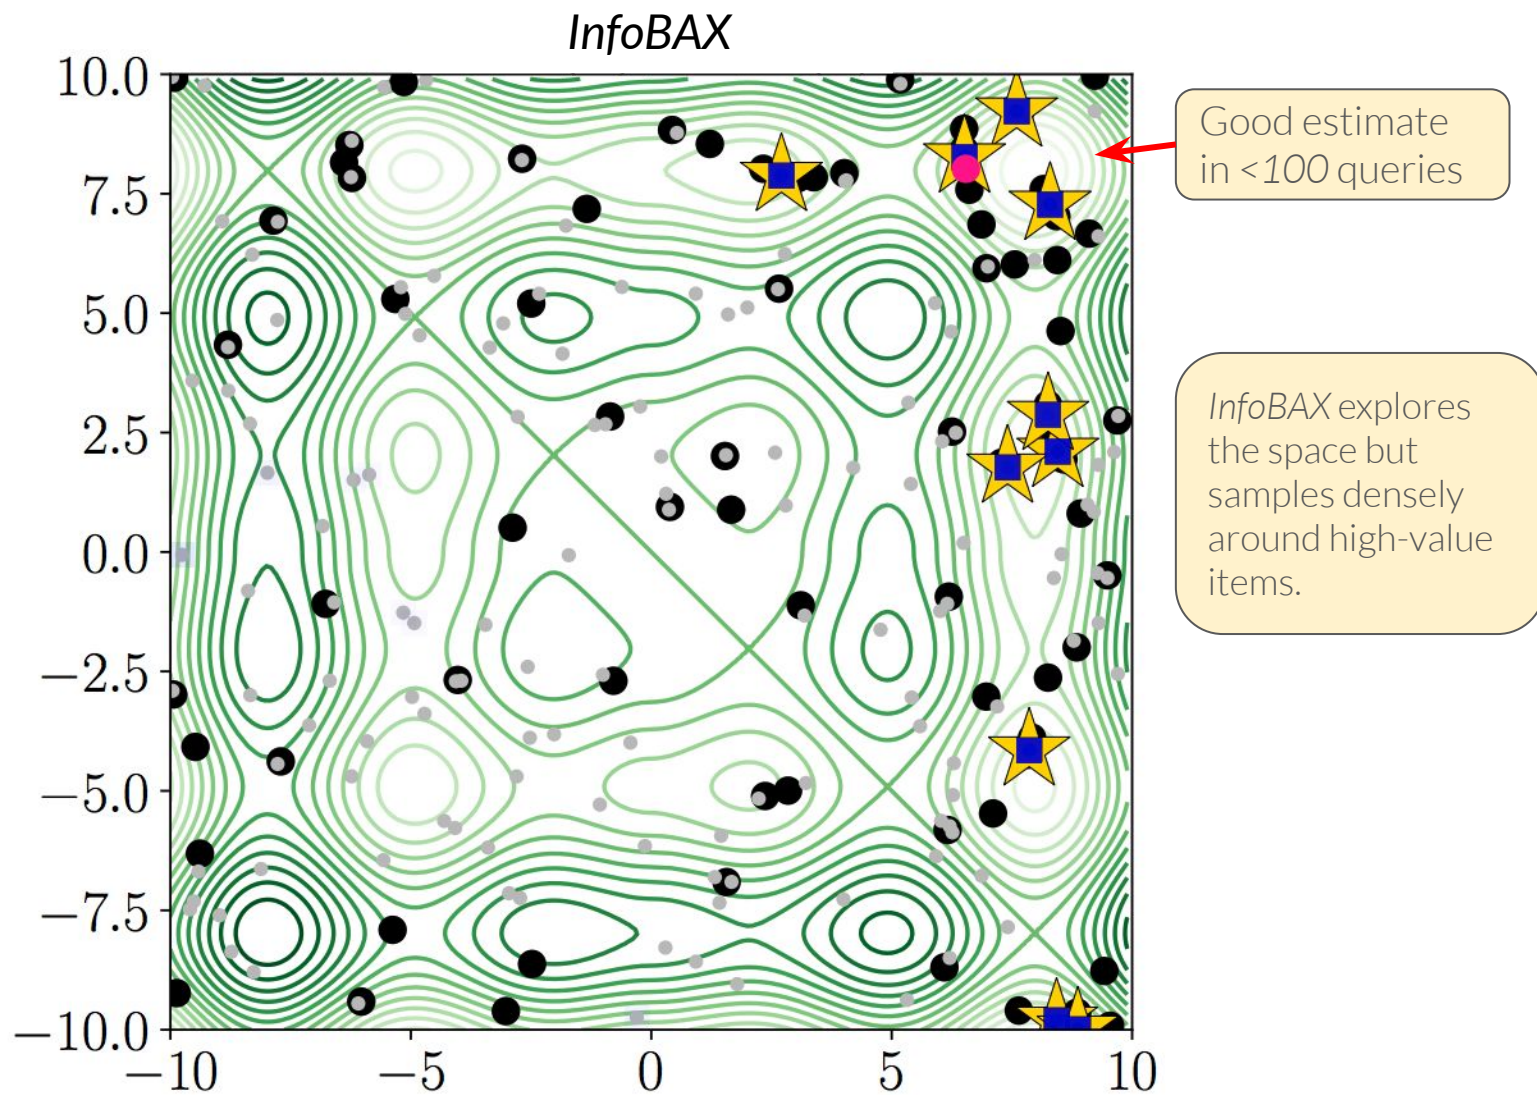 InfoBAX
10.0
7.5
5.0
2.5
0.0
−2.5
−5.0
−7.5
−10.0
−10
−5
0
5
10
Good estimate
in <100 queries
InfoBAX explores
the space but
samples densely
around high-value
items.